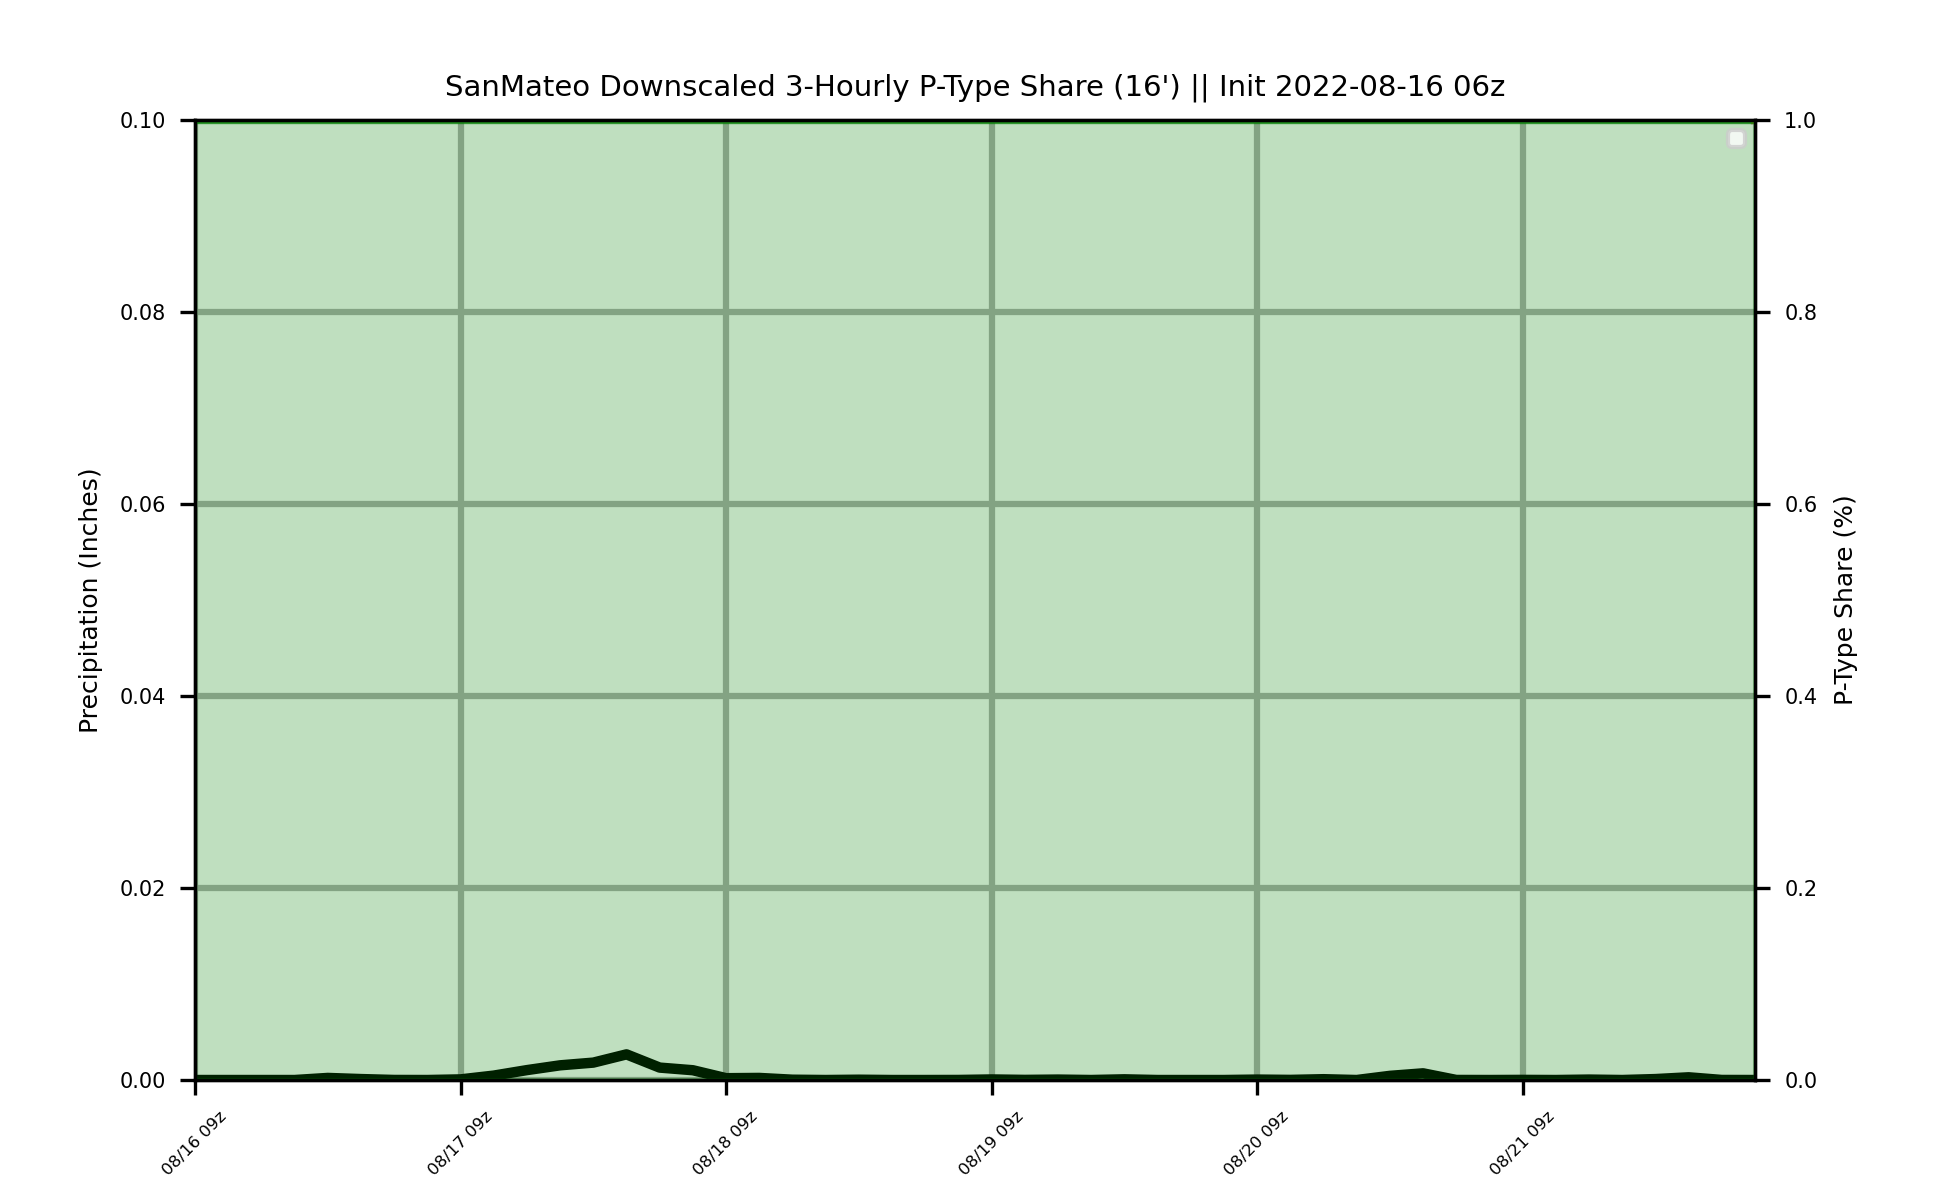 SanMateo Downscaled 3-Hourly P-Type Share (16') || Init 2022-08-16 06z
0.10
0.08
0.06
0.04
0.02
0.00
Precipitation (Inches)
1.0
0.8
0.6
0.4
0.2
0.0
P-Type Share (%)
08/16 09z
08/17 09z
08/18 09z
08/19 09z
08/20 09z
08/21 09z